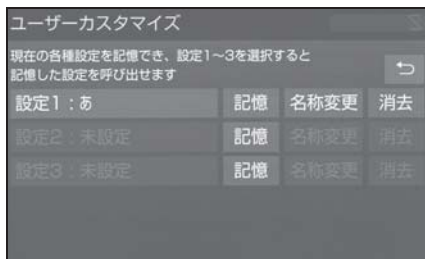 ユーザーカスタマイズ
現在の各種設定を記憶でき、設定1~3を選択すると
記憶した設定を呼び出せます
設定1:あ 記憶 名称変更 消去
設定2:未設定 記憶 名称変更 消去
設定3:未設定 記憶 名称変更 消去